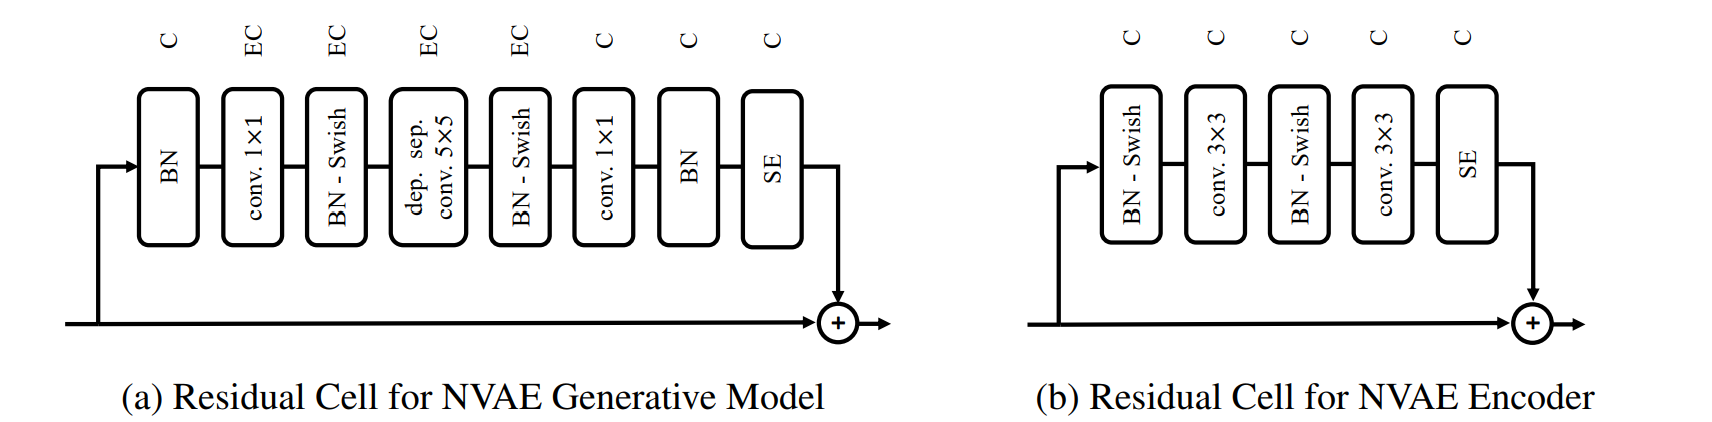 C EC EC EC EC C C C
BN
conv. 1×1
BN - Swish
dep. sep.
conv. 5×5
BN - Swish
conv. 1×1
BN
SE
+
(a) Residual Cell for NVAE Generative Model
C C C C C
BN - Swish
conv. 3×3
BN - Swish
conv. 3×3
SE
+
(b) Residual Cell for NVAE Encoder